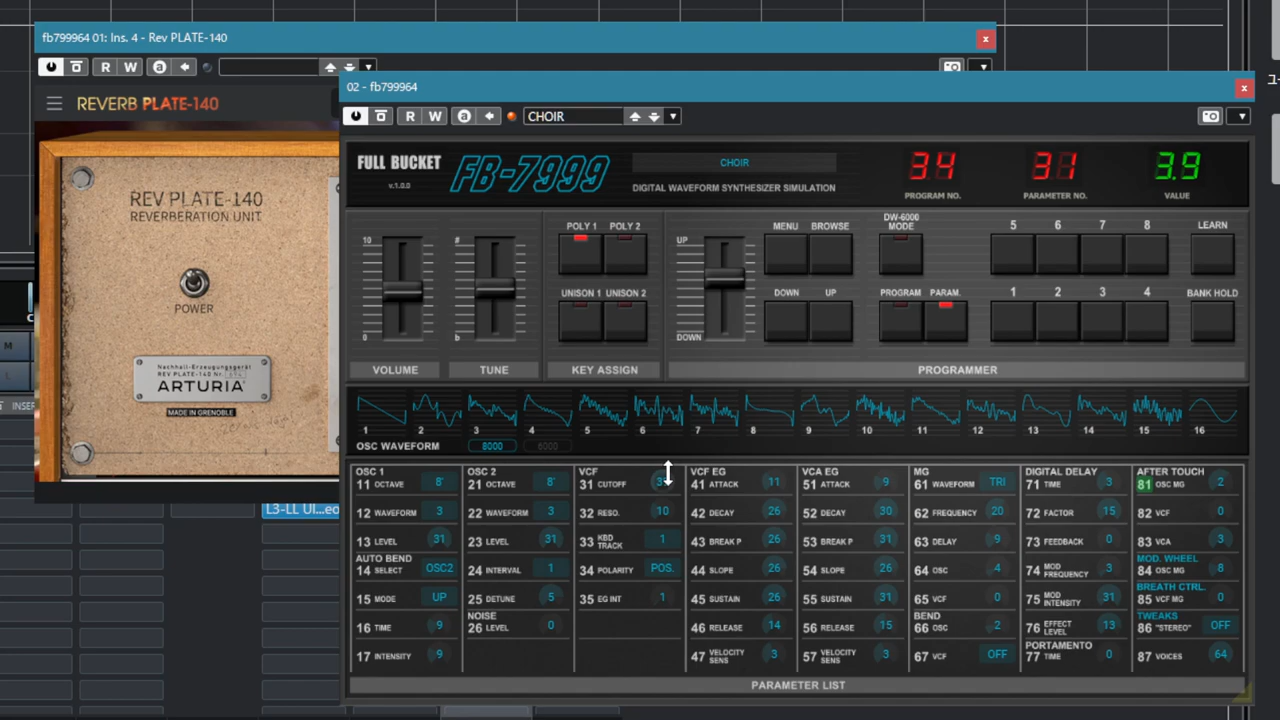 fb799964 01: Ins. 4 - Rev PLATE-140
R W a
REVERB PLATE-140
REV PLATE-140
REVERBERATION UNIT
POWER
Nachhall-Erzeugungsgerät
REV PLATE-140 Nr.
ARTURIA
MADE IN GRENOBLE
M
INSER
02 - fb799964
R W a CHOIR
FULL BUCKET FB-7999
v.1.0.0
CHOIR
DIGITAL WAVEFORM SYNTHESIZER SIMULATION
34 31 3.9
PROGRAM NO. PARAMETER NO. VALUE
10 # POLY 1 POLY 2 UP MENU BROWSE DW-6000 MODE 5 6 7 8 LEARN
UNISON 1 UNISON 2 DOWN UP PROGRAM PARAM. 1 2 3 4 BANK HOLD
0 b DOWN
VOLUME TUNE KEY ASSIGN PROGRAMMER
1 2 3 4 5 6 7 8 9 10 11 12 13 14 15 16
OSC WAVEFORM 8000 6000
OSC 1 OSC 2 VCF VCF EG VCA EG MG DIGITAL DELAY AFTER TOUCH
11 OCTAVE 8' 21 OCTAVE 8' 31 CUTOFF 41 ATTACK 11 51 ATTACK 9 61 WAVEFORM TRI 71 TIME 3 81 OSC MG 2
12 WAVEFORM 3 22 WAVEFORM 3 32 RESO. 10 42 DECAY 26 52 DECAY 30 62 FREQUENCY 20 72 FACTOR 15 82 VCF 0
13 LEVEL 31 23 LEVEL 31 33 KBD TRACK 1 43 BREAK P 26 53 BREAK P 31 63 DELAY 9 73 FEEDBACK 0 83 VCA 3
AUTO BEND MOD. WHEEL
14 SELECT OSC2 24 INTERVAL 1 34 POLARITY POS. 44 SLOPE 26 54 SLOPE 26 64 OSC 4 74 MOD FREQUENCY 3 84 OSC MG 8
BREATH CTRL.
15 MODE UP 25 DETUNE 5 35 EG INT 1 45 SUSTAIN 26 55 SUSTAIN 31 65 VCF 0 75 MOD INTENSITY 31 85 VCF MG 0
NOISE BEND TWEAKS
16 TIME 9 26 LEVEL 0 46 RELEASE 14 56 RELEASE 15 66 OSC 2 76 EFFECT LEVEL 13 86 "STEREO" OFF
PORTAMENTO
17 INTENSITY 9 47 VELOCITY SENS 3 57 VELOCITY SENS 3 67 VCF OFF 77 TIME 0 87 VOICES 64
PARAMETER LIST